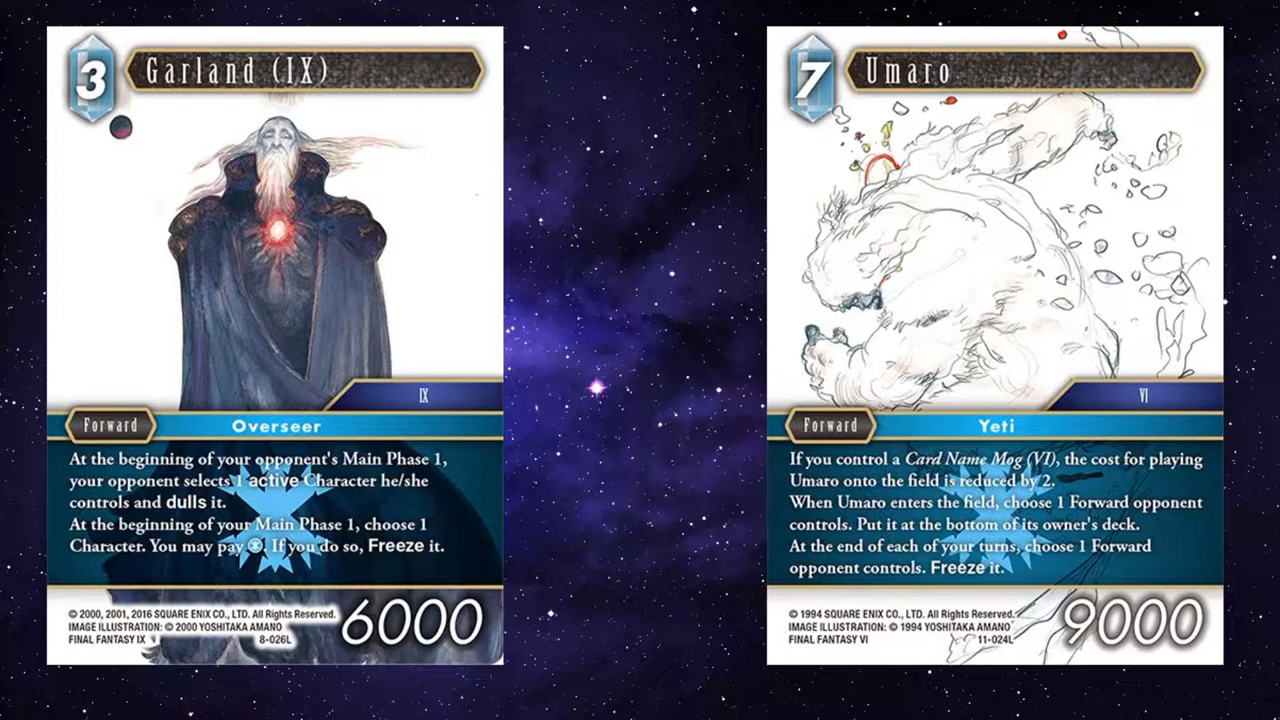 3
Garland (IX)
IX
Forward
Overseer
At the beginning of your opponent's Main Phase 1,
your opponent selects 1 active Character he/she
controls and dulls it.
At the beginning of your Main Phase 1, choose 1
Character. You may pay . If you do so, Freeze it.
© 2000, 2001, 2016 SQUARE ENIX CO., LTD. All Rights Reserved.
IMAGE ILLUSTRATION: © 2000 YOSHITAKA AMANO
FINAL FANTASY IX
8-026L
6000
7
Umaro
VI
Forward
Yeti
If you control a Card Name Mog (VI), the cost for playing
Umaro onto the field is reduced by 2.
When Umaro enters the field, choose 1 Forward opponent
controls. Put it at the bottom of its owner's deck.
At the end of each of your turns, choose 1 Forward
opponent controls. Freeze it.
© 1994 SQUARE ENIX CO., LTD. All Rights Reserved.
IMAGE ILLUSTRATION: © 1994 YOSHITAKA AMANO
FINAL FANTASY VI
11-024L
9000